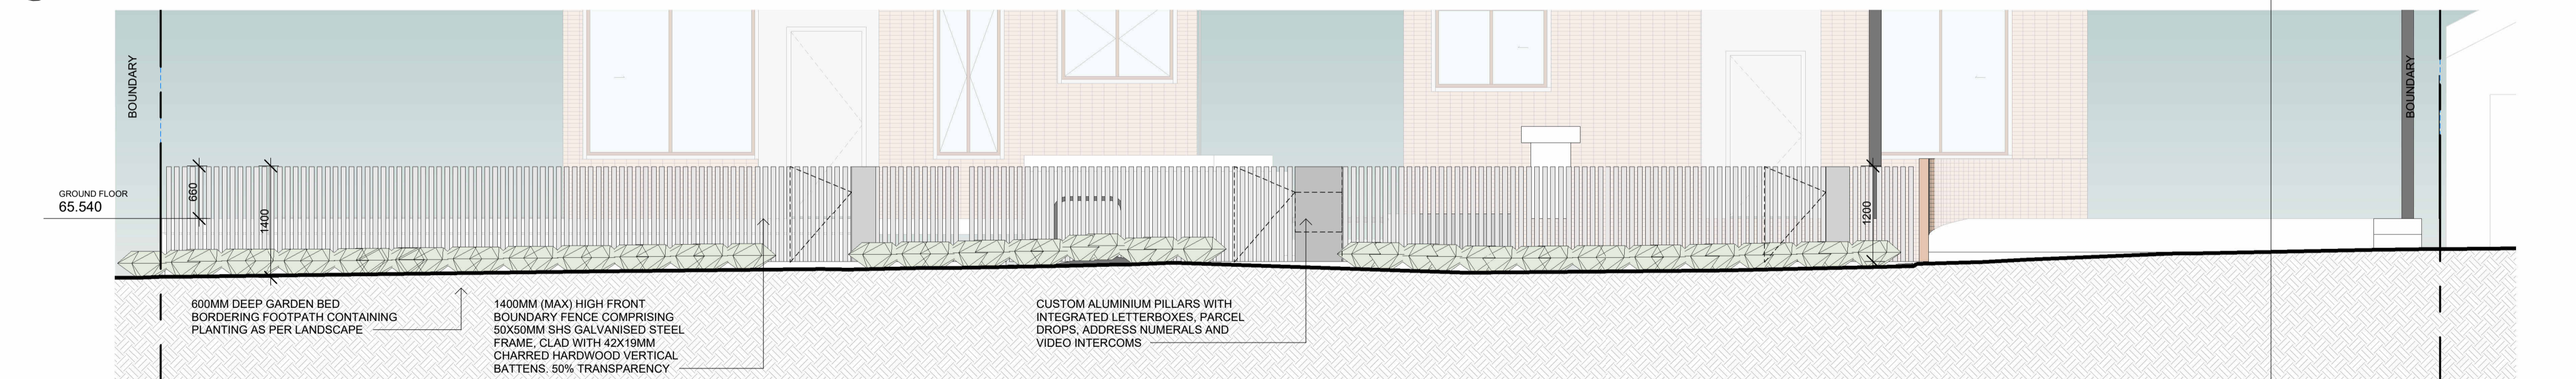 BOUNDARY
BOUNDARY
GROUND FLOOR
65.540
660
1400
1200
600MM DEEP GARDEN BED
BORDERING FOOTPATH CONTAINING
PLANTING AS PER LANDSCAPE
1400MM (MAX) HIGH FRONT
BOUNDARY FENCE COMPRISING
50X50MM SHS GALVANISED STEEL
FRAME, CLAD WITH 42X19MM
CHARRED HARDWOOD VERTICAL
BATTENS. 50% TRANSPARENCY
CUSTOM ALUMINIUM PILLARS WITH
INTEGRATED LETTERBOXES, PARCEL
DROPS, ADDRESS NUMERALS AND
VIDEO INTERCOMS